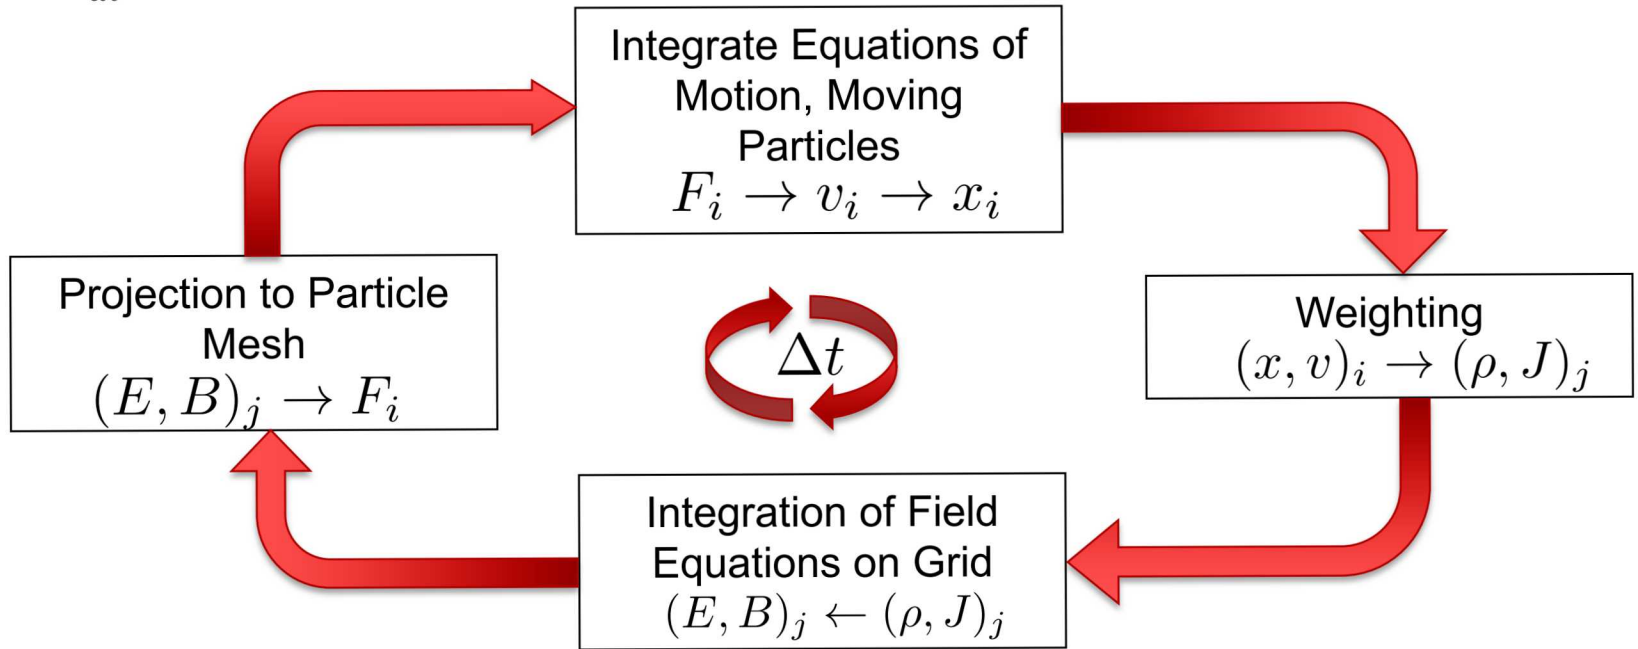 Integrate Equations of
Motion, Moving
Particles
F_i → v_i → x_i
Projection to Particle
Mesh
(E, B)_j → F_i
Δt
Weighting
(x, v)_i → (ρ, J)_j
Integration of Field
Equations on Grid
(E, B)_j ← (ρ, J)_j